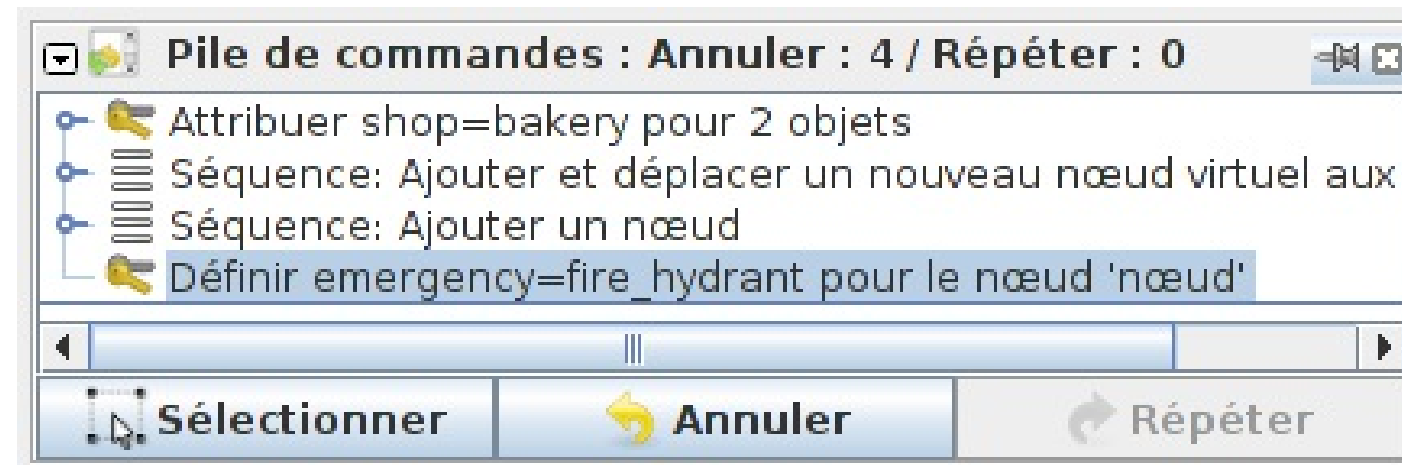 Pile de commandes : Annuler : 4 / Répéter : 0
Attribuer shop=bakery pour 2 objets
Séquence: Ajouter et déplacer un nouveau nœud virtuel aux
Séquence: Ajouter un nœud
Définir emergency=fire_hydrant pour le nœud 'nœud'
Sélectionner Annuler Répéter